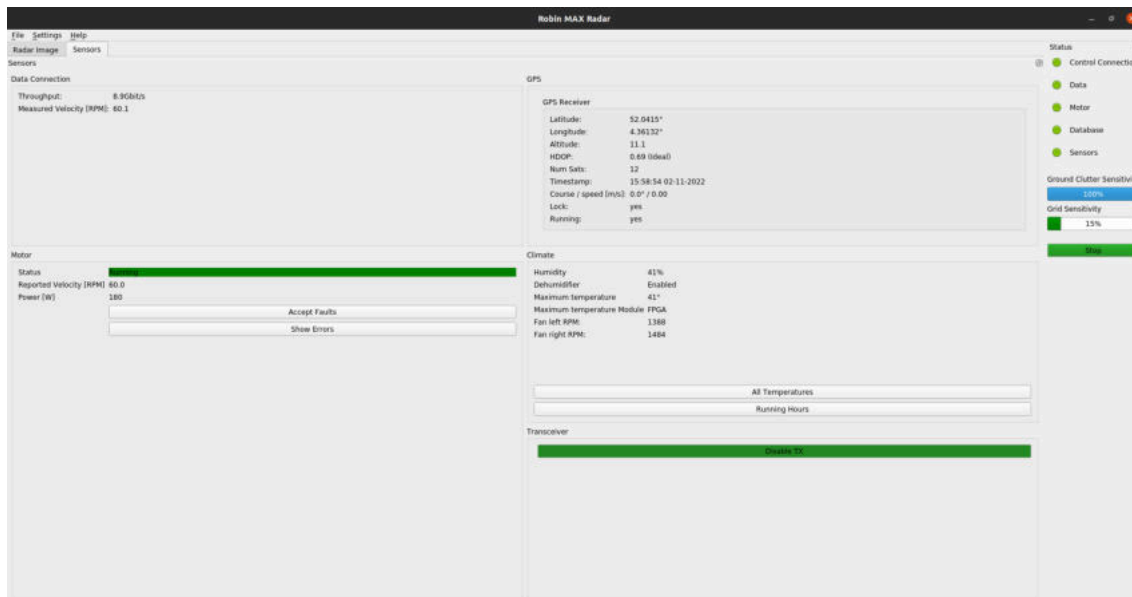 Robin MAX Radar
File Settings Help
Radar Image Sensors
Sensors
Data Connection
Throughput: 8.9Gbit/s
Measured Velocity [RPM]: 60.1
GPS
GPS Receiver
Latitude: 52.0415°
Longitude: 4.36132°
Altitude: 11.1
HDOP: 0.69 (Ideal)
Num Sats: 12
Timestamp: 15:58:54 02-11-2022
Course / speed [m/s]: 0.0° / 0.00
Lock: yes
Running: yes
Motor
Status Running
Reported Velocity [RPM] 60.0
Power [W] 180
Accept Faults
Show Errors
Climate
Humidity 41%
Dehumidifier Enabled
Maximum temperature 41°
Maximum temperature Module FPGA
Fan left RPM: 1388
Fan right RPM: 1484
All Temperatures
Running Hours
Transceiver
Disable TX
Status
Control Connectio
Data
Motor
Database
Sensors
Ground Clutter Sensitivi
100%
Grid Sensitivity
15%
Stop